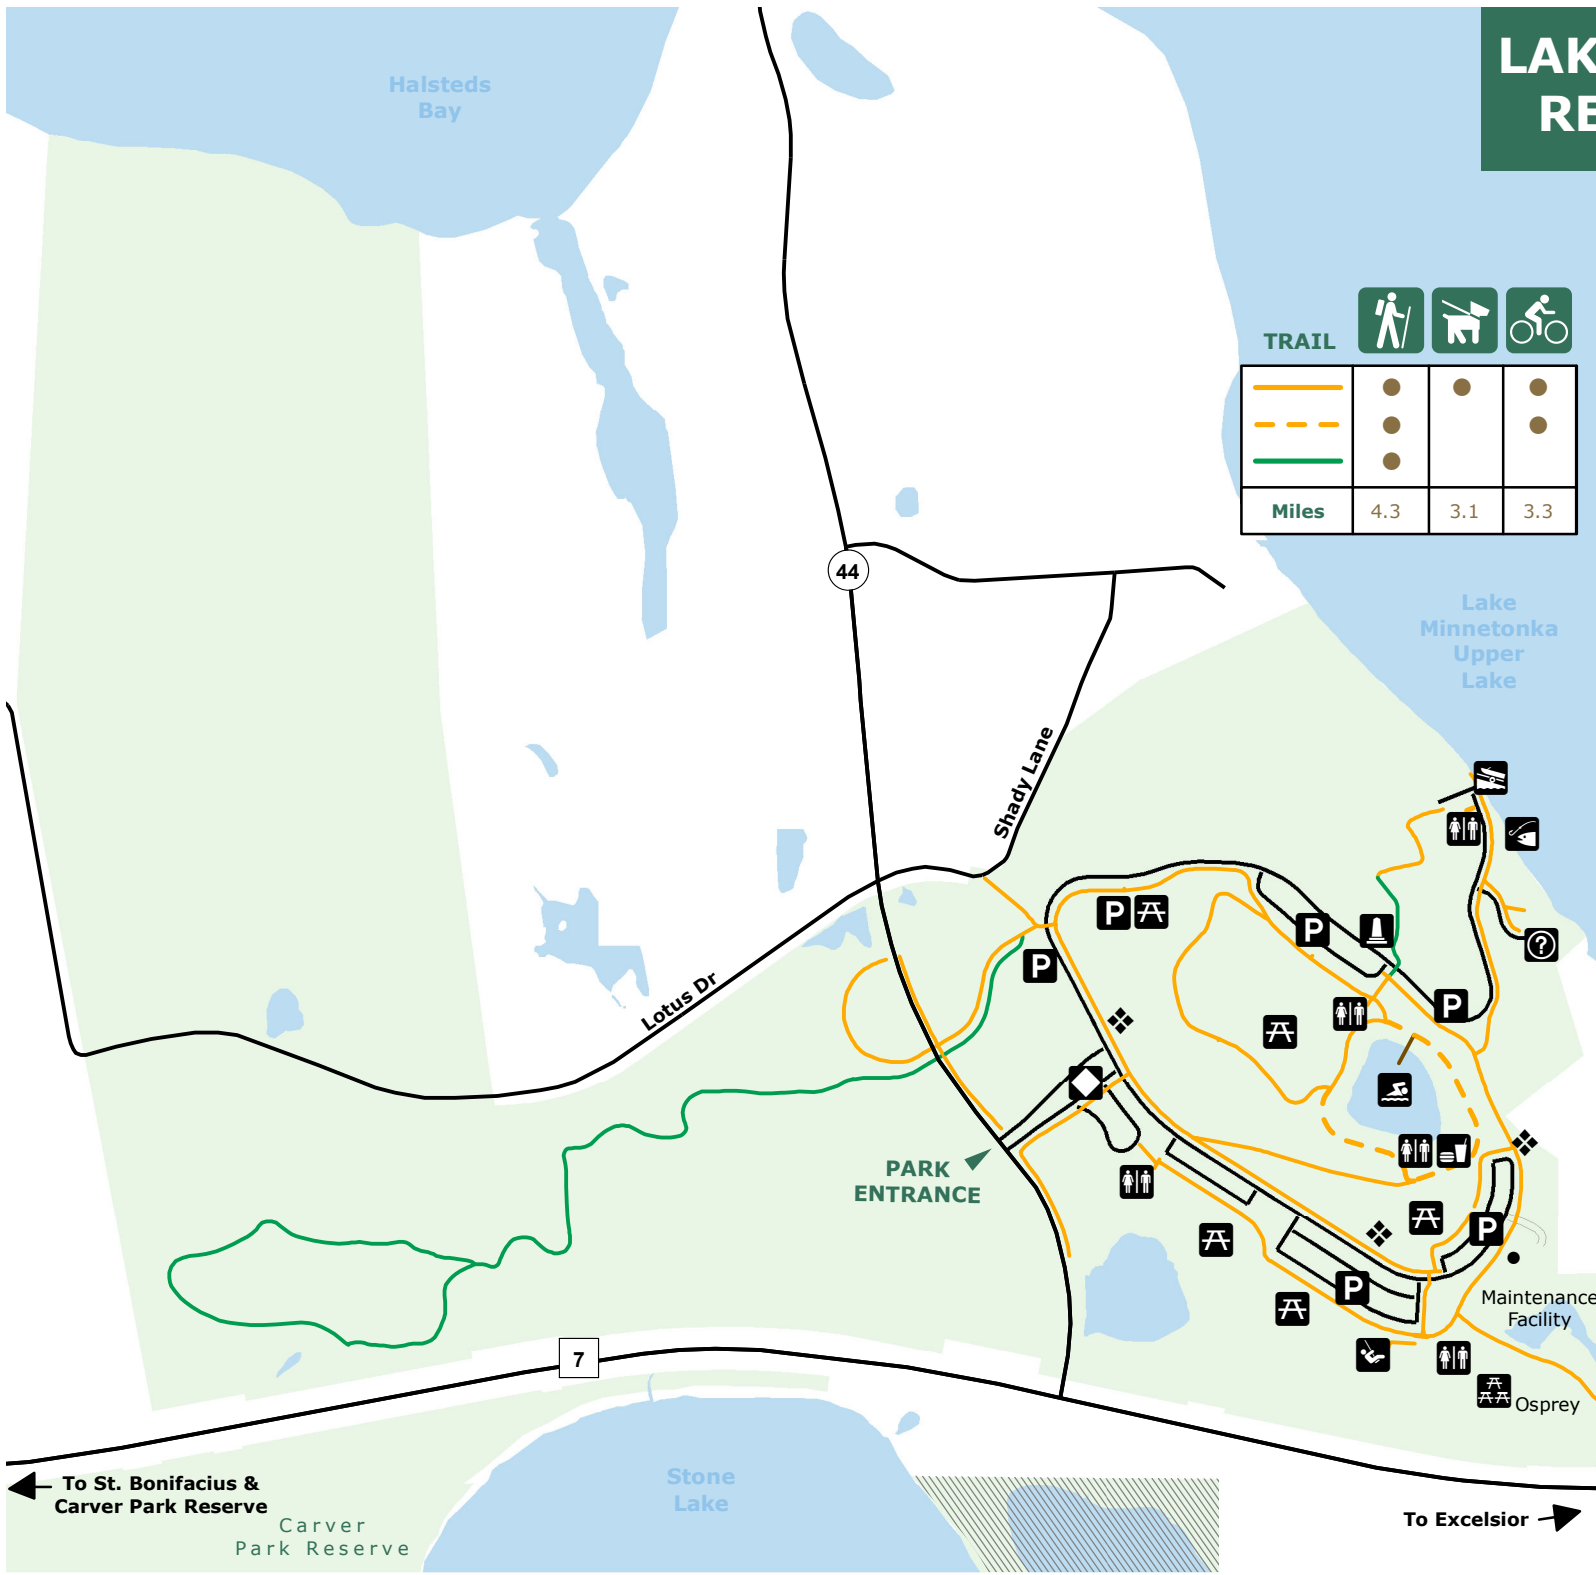 LAK
RE
Halsteds
Bay
TRAIL
Miles 4.3 3.1 3.3
44
Lake
Minnetonka
Upper
Lake
Shady Lane
P
P
P
?
Lotus Dr
P
PARK
ENTRANCE
P
P
Maintenance
Facility
7
Osprey
To St. Bonifacius &
Carver Park Reserve
Stone
Lake
Carver
Park Reserve
To Excelsior